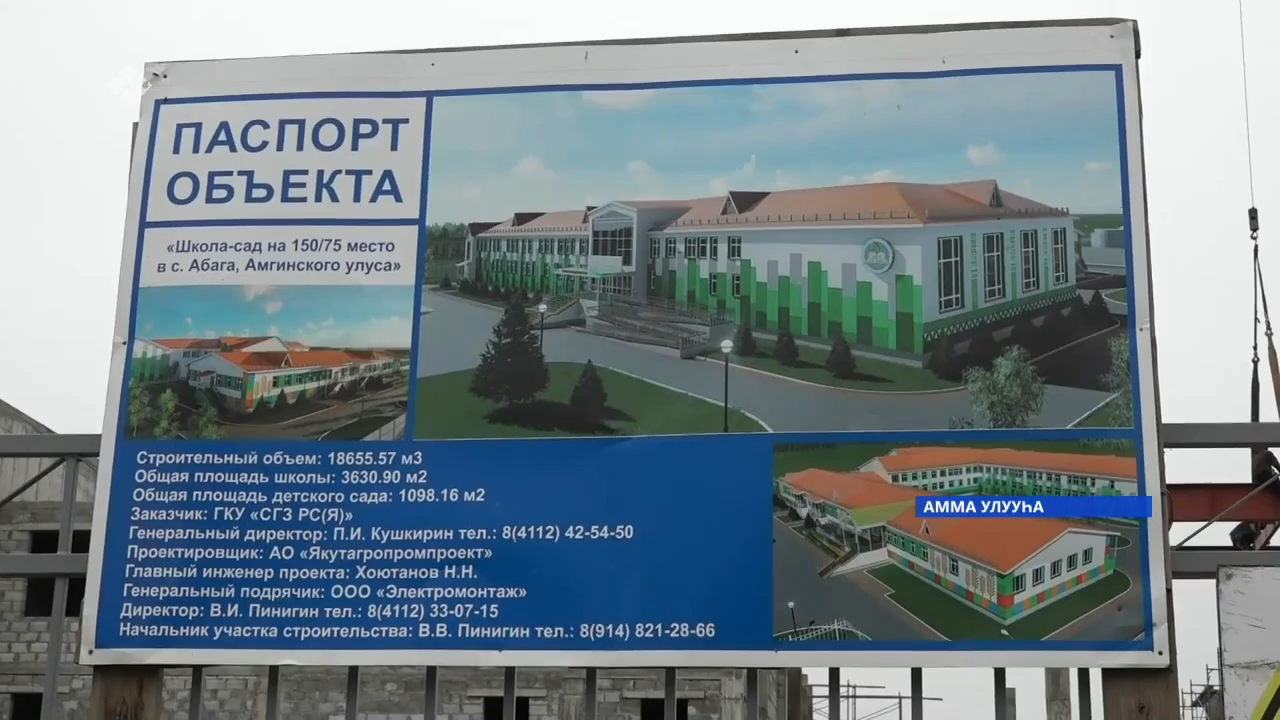 ПАСПОРТ
ОБЪЕКТА
«Школа-сад на 150/75 место
в с. Абага, Амгинского улуса»
Строительный объем: 18655.57 м3
Общая площадь школы: 3630.90 м2
Общая площадь детского сада: 1098.16 м2
Заказчик: ГКУ «СГЗ РС(Я)»
Генеральный директор: П.И. Кушкирин тел.: 8(4112) 42-54-50
Проектировщик: АО «Якутагропромпроект»
Главный инженер проекта: Хоютанов Н.Н.
Генеральный подрячик: ООО «Электромонтаж»
Директор: В.И. Пинигин тел.: 8(4112) 33-07-15
Начальник участка строительства: В.В. Пинигин тел.: 8(914) 821-28-66
АММА УЛУУҺА